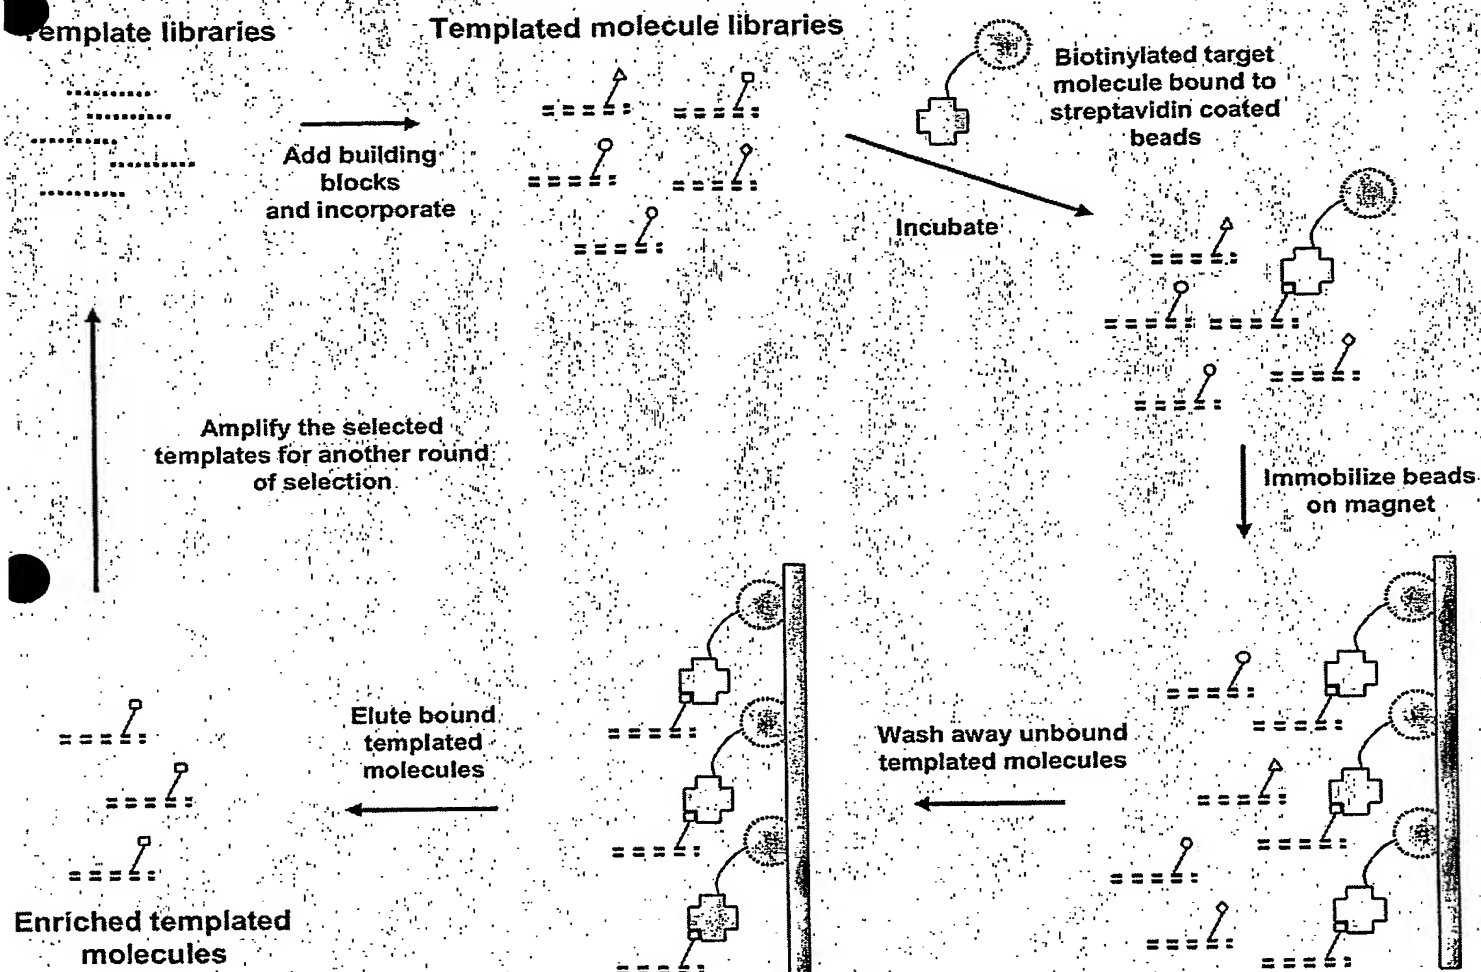 Template libraries
Templated molecule libraries
Biotinylated target
molecule bound to
streptavidin coated
beads
Add building
blocks
and incorporate
Incubate
Amplify the selected
templates for another round
of selection
Immobilize beads
on magnet
Elute bound
templated
molecules
Wash away unbound
templated molecules
Enriched templated
molecules